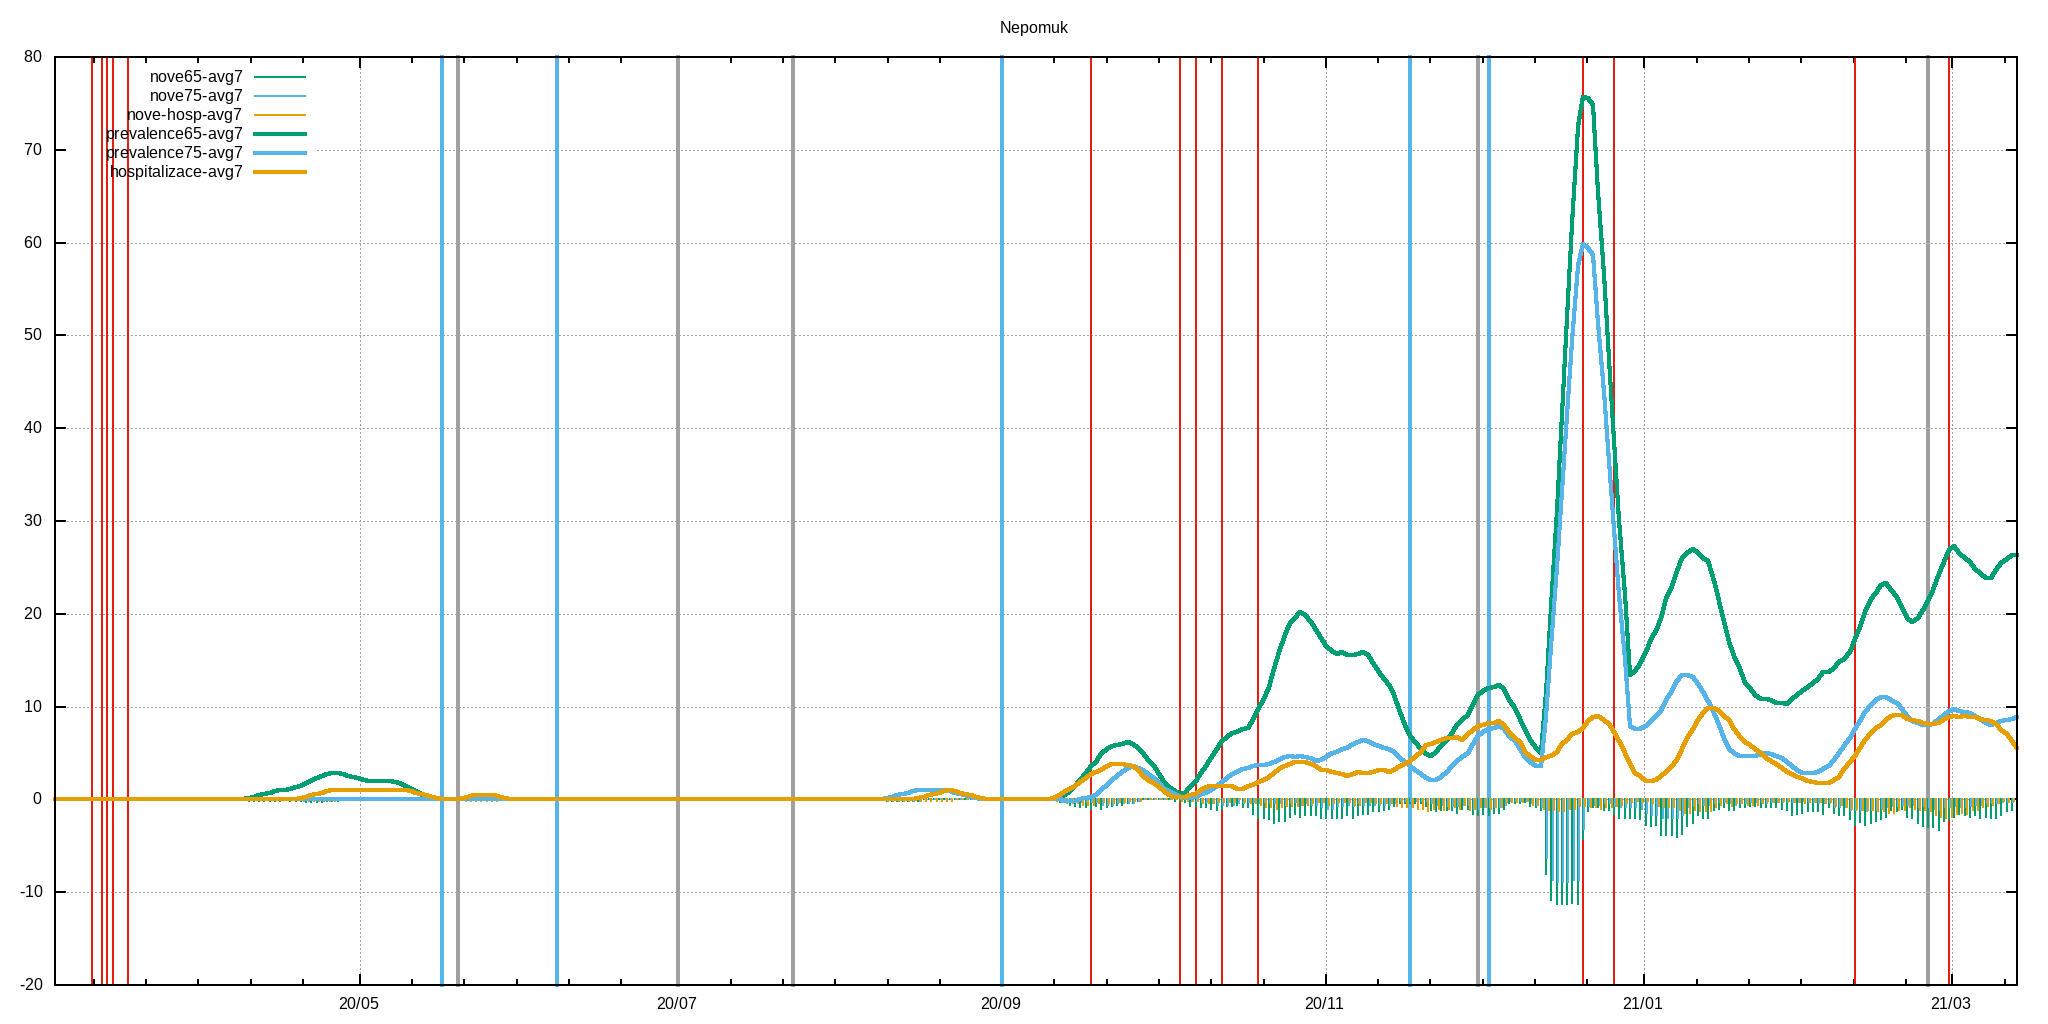 Nepomuk
80
70
60
50
40
30
20
10
0
-10
-20
nove65-avg7
nove75-avg7
nove-hosp-avg7
prevalence65-avg7
prevalence75-avg7
hospitalizace-avg7
20/05 20/07 20/09 20/11 21/01 21/03